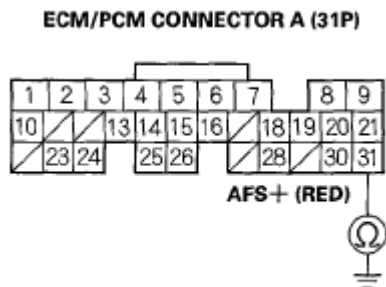 ECM/PCM CONNECTOR A (31P)
1 2 3 4 5 6 7 8 9
10 13 14 15 16 18 19 20 21
23 24 25 26 28 30 31
AFS+ (RED)
Ω